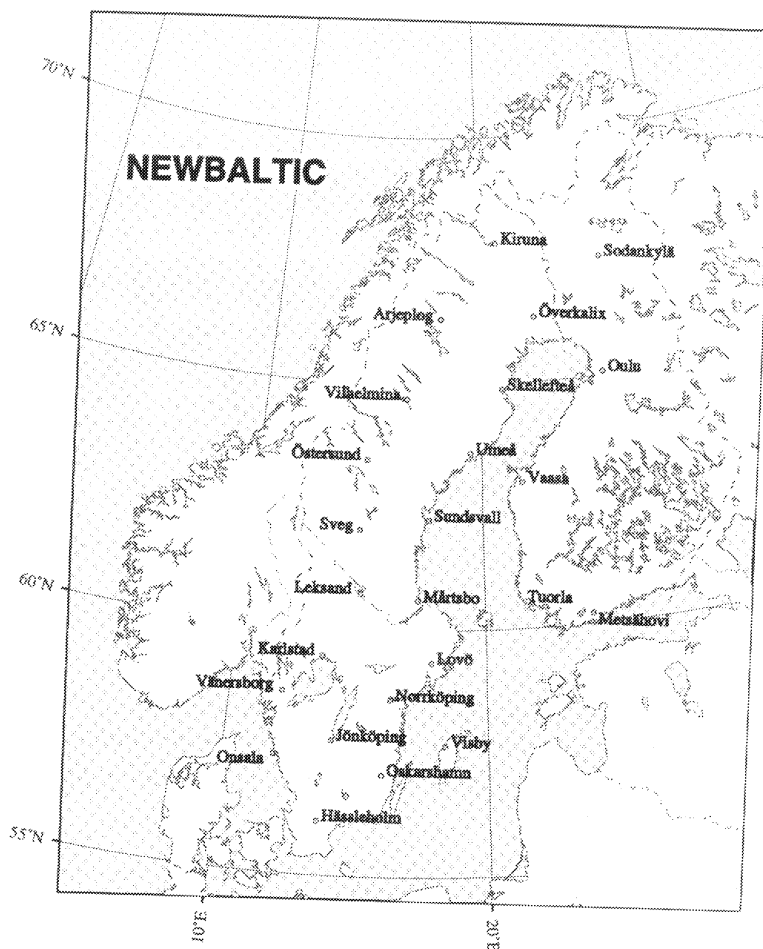 70°N
NEWBALTIC
Kiruna
Sodankylä
65°N
Arjeplog
Överkalix
Oulu
Skellefteå
Vilhelmina
Umeå
Östersund
Vaasa
Sundsvall
Sveg
60°N
Leksand
Mårtsbo
Tuorla
Metsähovi
Karlstad
Lovö
Vänersborg
Norrköping
Jönköping
Visby
Onsala
Oskarshamn
Hässleholm
55°N
10°E
20°E